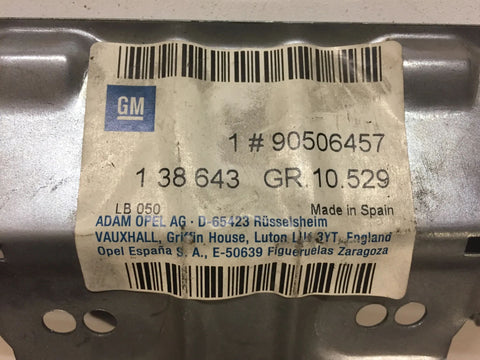 GM
1 # 90506457
1 38 643 GR.10.529
LB 050 Made in Spain
ADAM OPEL AG · D-65423 Rüsselsheim
VAUXHALL, Griffin House, Luton LU1 3YT, England
Opel España S. A., E-50639 Figueruelas Zaragoza